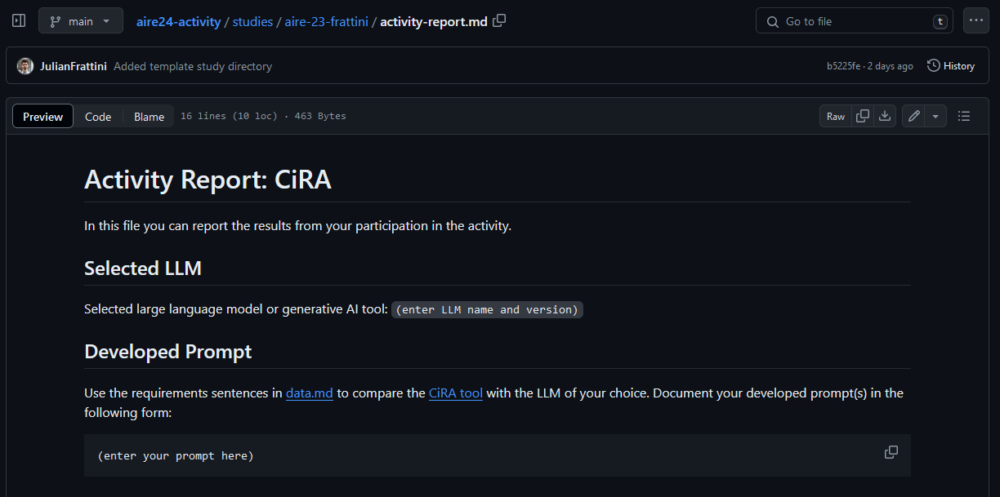 main
aire24-activity / studies / aire-23-frattini / activity-report.md
Go to file
t
JulianFrattini Added template study directory
b5225fe · 2 days ago
History
Preview
Code
Blame
16 lines (10 loc) · 463 Bytes
Raw
Activity Report: CiRA
In this file you can report the results from your participation in the activity.
Selected LLM
Selected large language model or generative AI tool: (enter LLM name and version)
Developed Prompt
Use the requirements sentences in data.md to compare the CiRA tool with the LLM of your choice. Document your developed prompt(s) in the
following form:
(enter your prompt here)